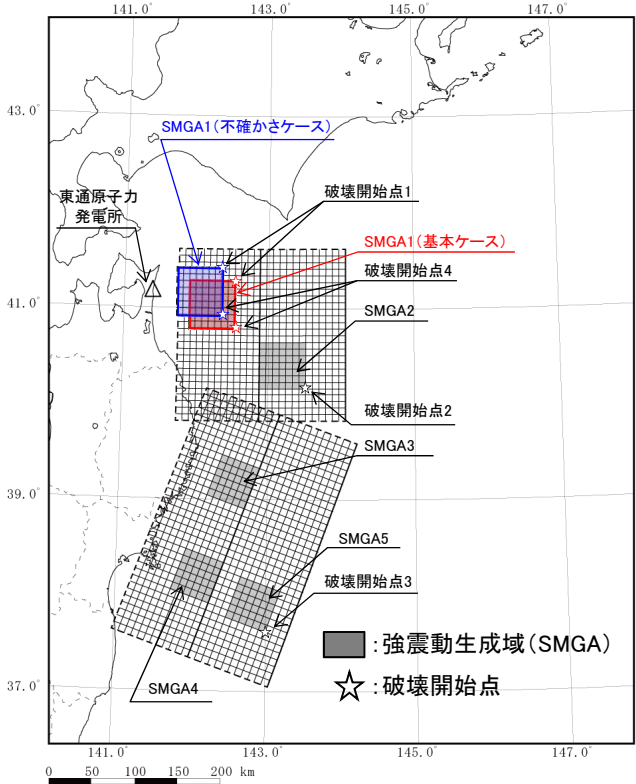 141.0° 143.0° 145.0° 147.0°
43.0°
SMGA1(不確かさケース)
東通原子力
発電所
破壊開始点1
SMGA1(基本ケース)
破壊開始点4
41.0°
SMGA2
破壊開始点2
SMGA3
39.0°
SMGA5
破壊開始点3
:強震動生成域(SMGA)
37.0°
SMGA4
:破壊開始点
141.0° 143.0° 145.0° 147.0°
0 50 100 150 200 km